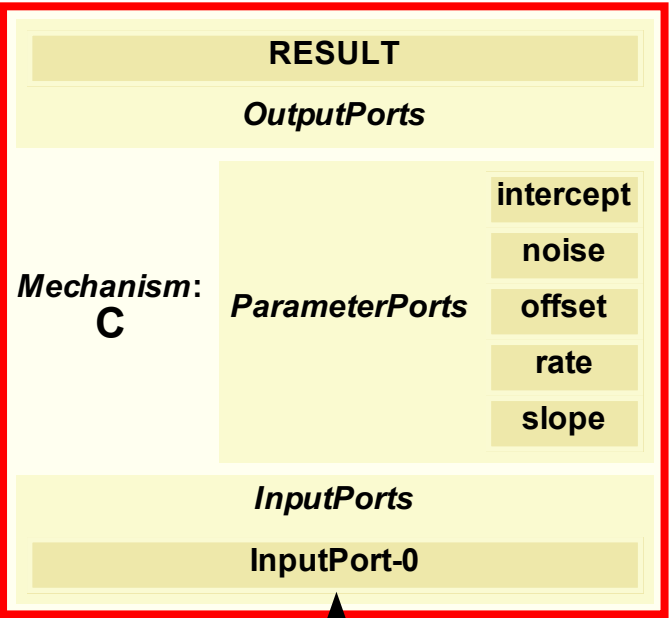 RESULT
OutputPorts
Mechanism:
C
ParameterPorts
intercept
noise
offset
rate
slope
InputPorts
InputPort-0